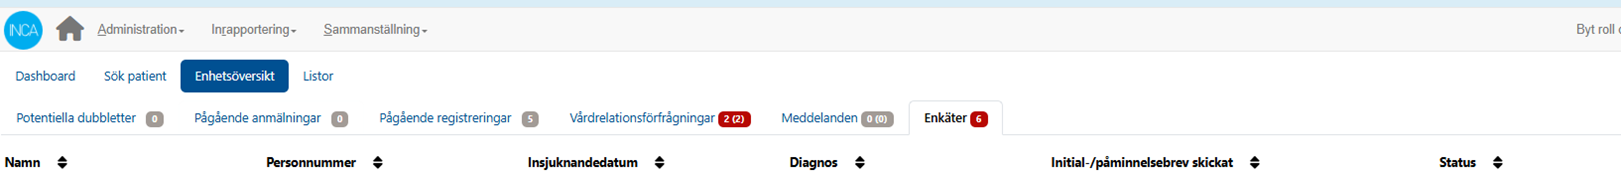 INCA Administration Inrapportering Sammanställning Byt roll
Dashboard Sök patient Enhetsöversikt Listor
Potentiella dubbletter 0 Pågående anmälningar 0 Pågående registreringar 5 Vårdrelationsförfrågningar 2 (2) Meddelanden 0 (0) Enkäter 6
Namn Personnummer Insjuknandedatum Diagnos Initial-/påminnelsebrev skickat Status